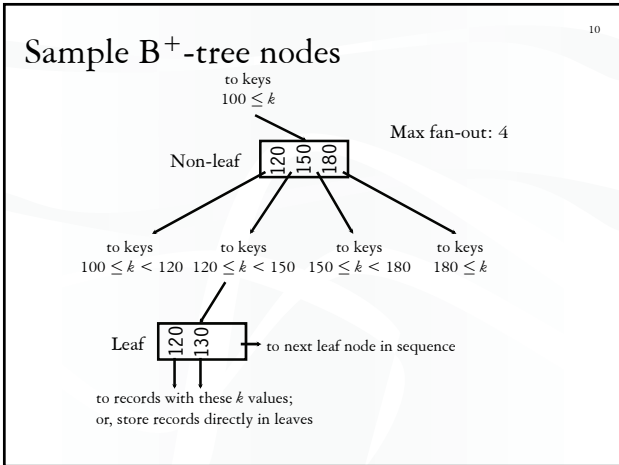 10
Sample B⁺-tree nodes
to keys
100 ≤ k
Max fan-out: 4
Non-leaf
120
150
180
to keys
100 ≤ k < 120
to keys
120 ≤ k < 150
to keys
150 ≤ k < 180
to keys
180 ≤ k
Leaf
120
130
to next leaf node in sequence
to records with these k values;
or, store records directly in leaves